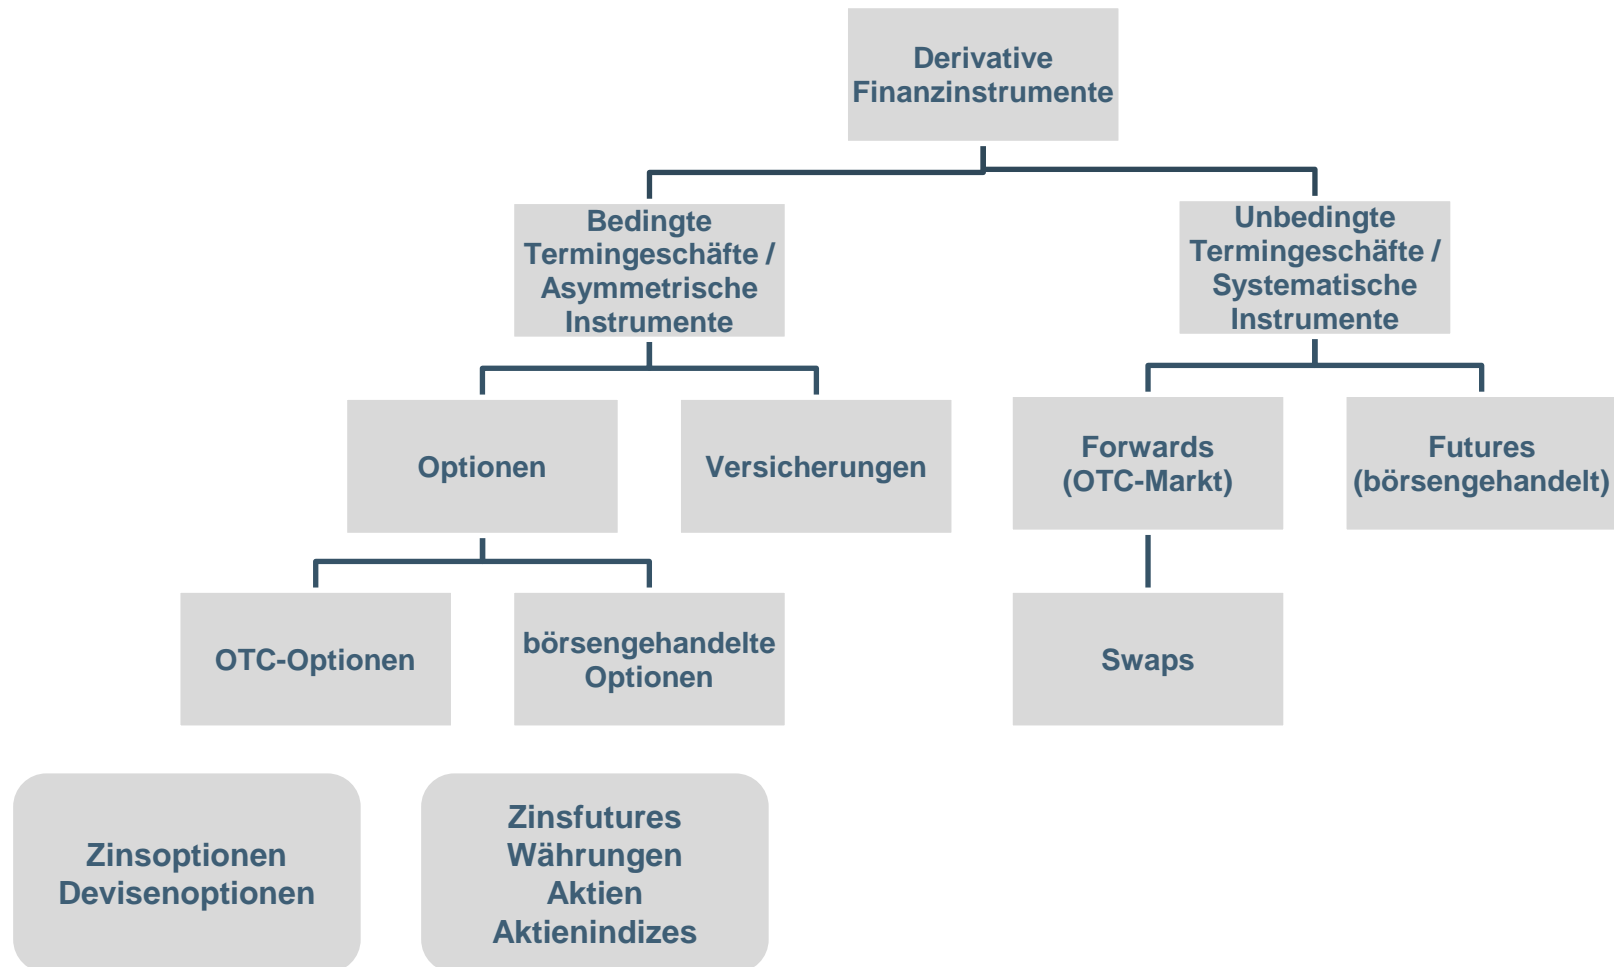 Derivative
Finanzinstrumente
Bedingte
Termingeschäfte /
Asymmetrische
Instrumente
Unbedingte
Termingeschäfte /
Systematische
Instrumente
Optionen
Versicherungen
Forwards
(OTC-Markt)
Futures
(börsengehandelt)
OTC-Optionen
börsengehandelte
Optionen
Swaps
Zinsoptionen
Devisenoptionen
Zinsfutures
Währungen
Aktien
Aktienindizes